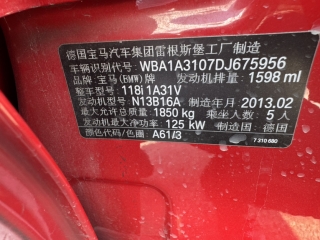 德国宝马汽车集团雷根斯堡工厂制造
车辆识别代号: WBA1A3107DJ675956
品牌: 宝马(BMW)牌 发动机排量: 1598 ml
整车型号: 118i 1A31V
发动机型号: N13B16A 制造年月 2013.02
最大允许总质量: 1850 kg 乘坐人数: 5 人
发动机最大净功率: 125 kW 制造国: 德国
颜色代码/色漆 A61/3
7 310 680